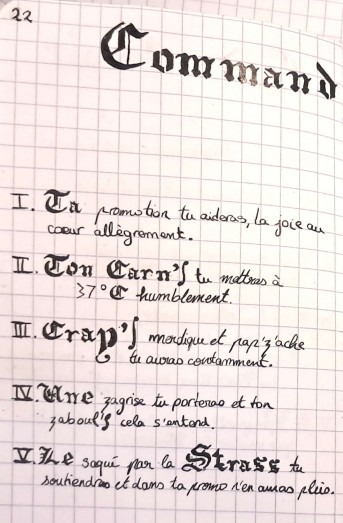 22
Command
I. Ta promotion tu aideras, la joie au
cœur allègrement.
II. Ton Carn's tu mettras à
37°C humblement.
III. Crap's mordique et pap'z'ache
tu auras constamment.
IV. Une zagrise tu porteras et ton
zaboul's cela s'entend.
V. Le saqui par la Strass tu
soutiendras et dans ta promo n'en auras plus.